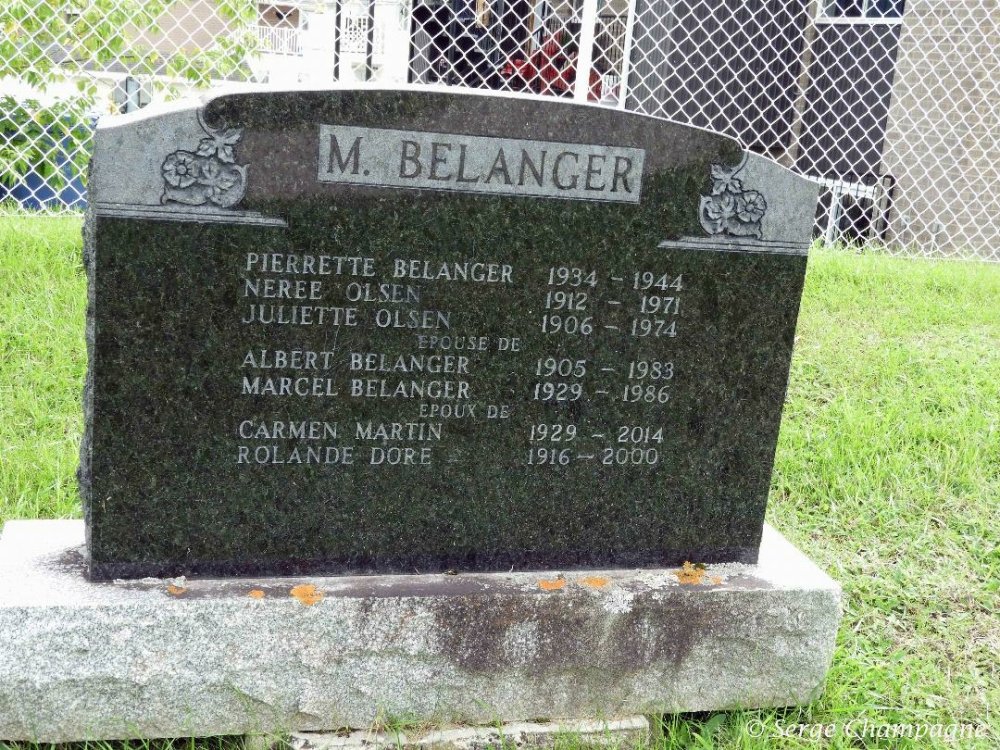 M. BELANGER
PIERRETTE BELANGER 1934 - 1944
NEREE OLSEN 1912 - 1971
JULIETTE OLSEN 1906 - 1974
EPOUSE DE
ALBERT BELANGER 1905 - 1983
MARCEL BELANGER 1929 - 1986
EPOUX DE
CARMEN MARTIN 1929 - 2014
ROLANDE DORE 1916 - 2000
©Serge Champagne